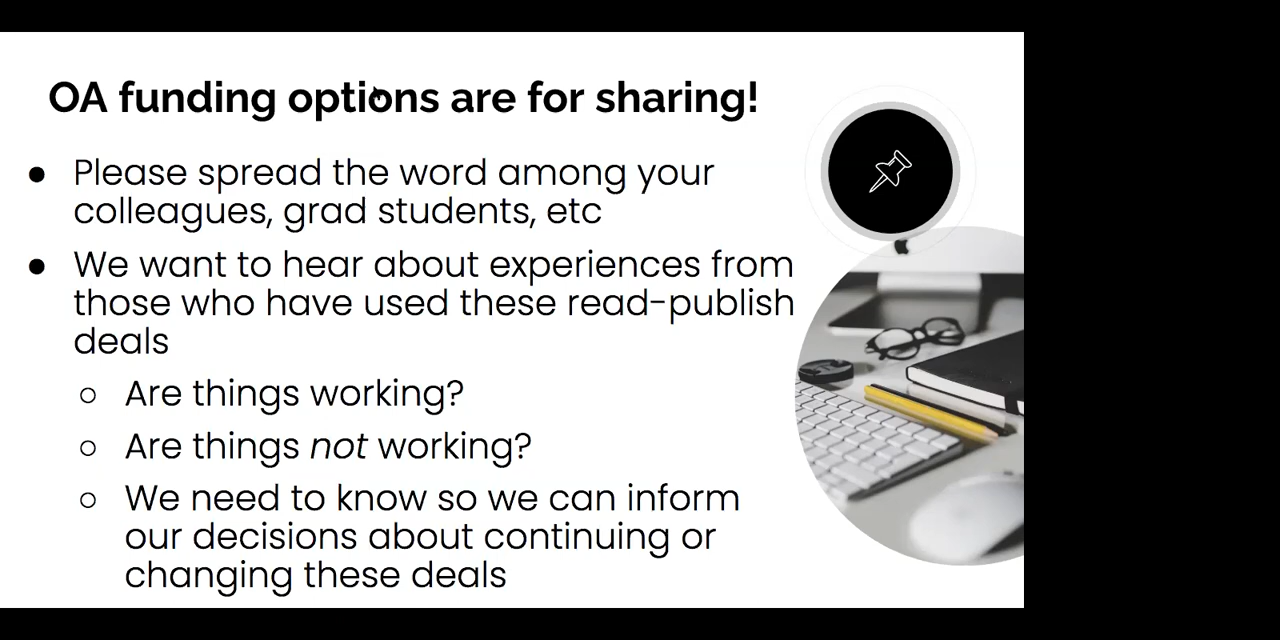 OA funding options are for sharing!
● Please spread the word among your
colleagues, grad students, etc
● We want to hear about experiences from
those who have used these read-publish
deals
○ Are things working?
○ Are things not working?
○ We need to know so we can inform
our decisions about continuing or
changing these deals